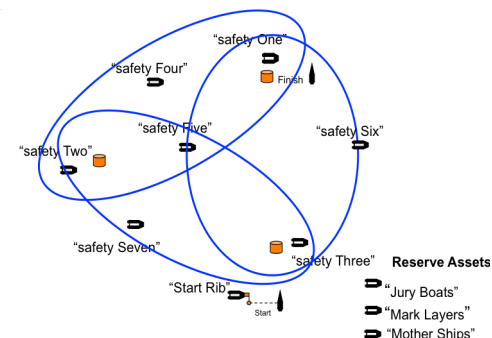 “safety One”
Finish
“safety Four”
“safety Five”
“safety Six”
“safety Two”
“safety Seven”
“safety Three”
“Start Rib”
Start
Reserve Assets
“Jury Boats”
“Mark Layers”
“Mother Ships”